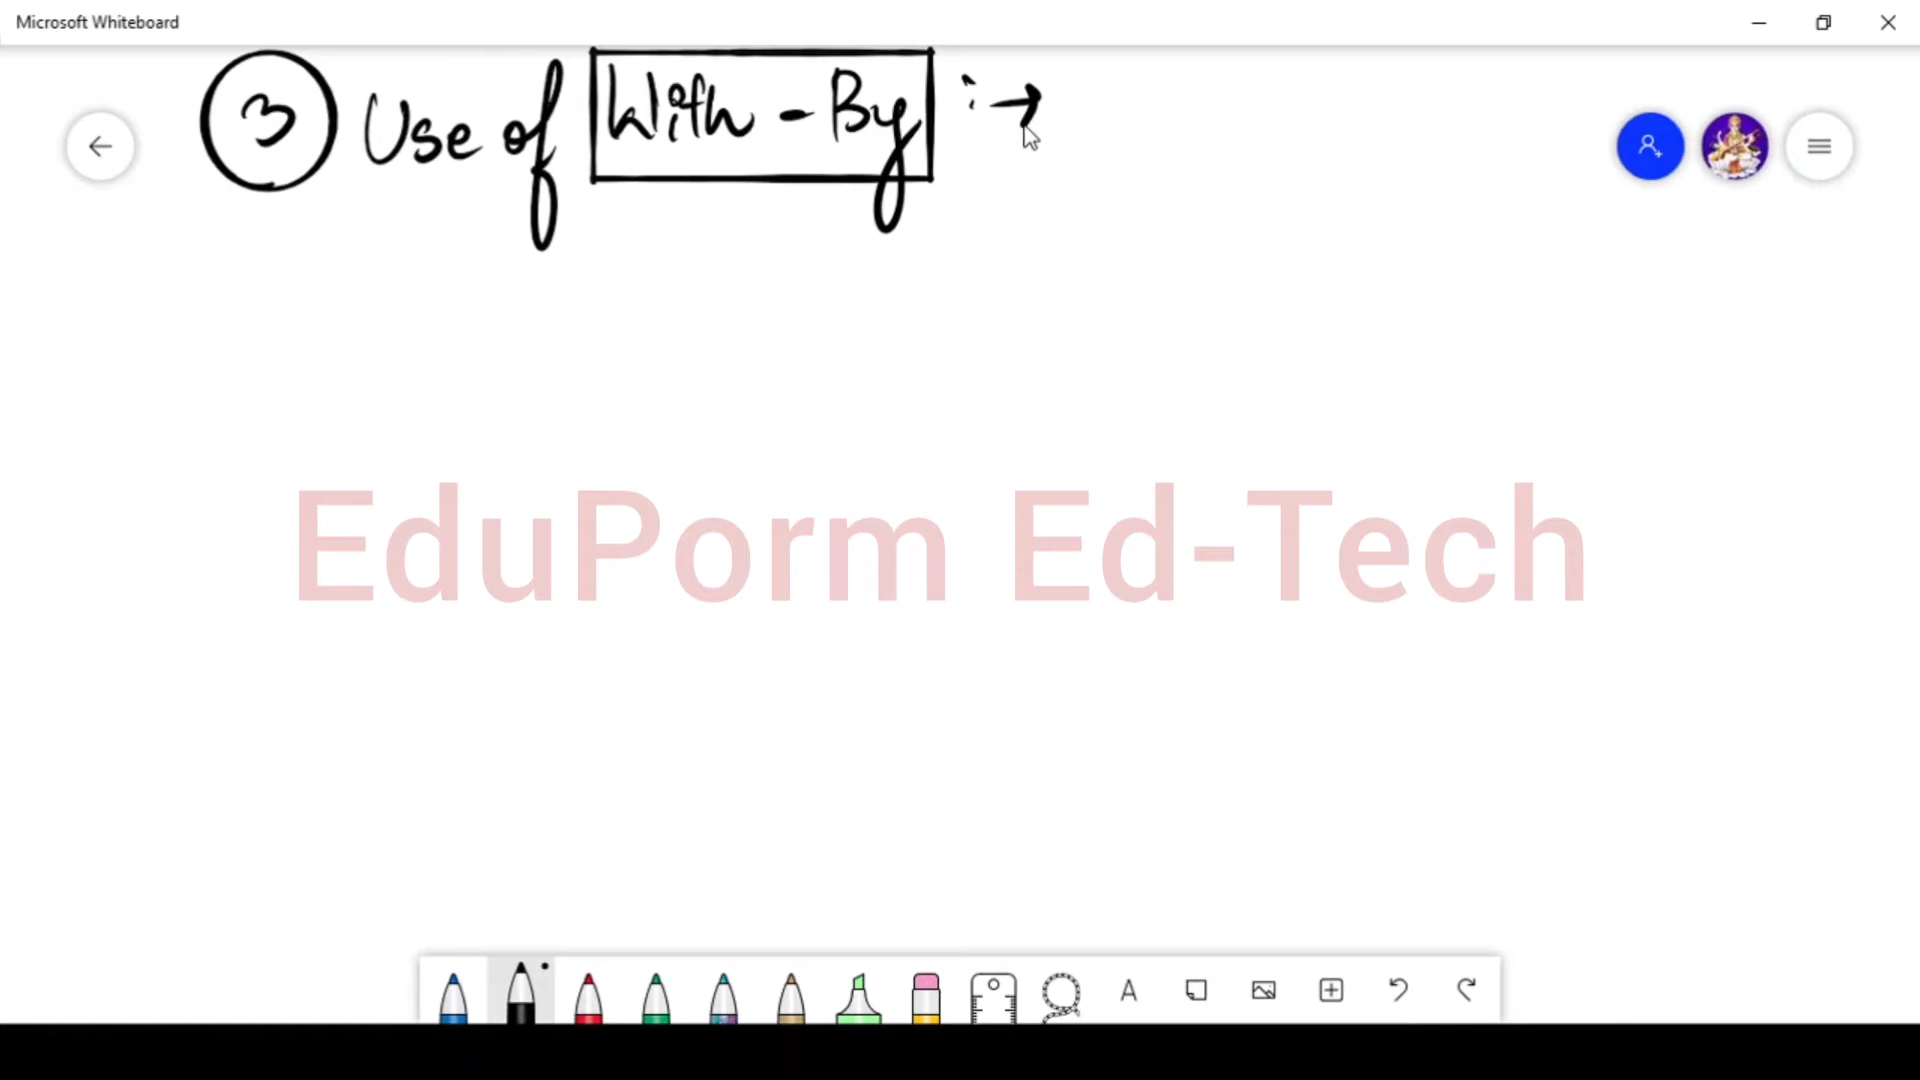 Microsoft Whiteboard
3 Use of With - By :→
EduPorm Ed-Tech
A